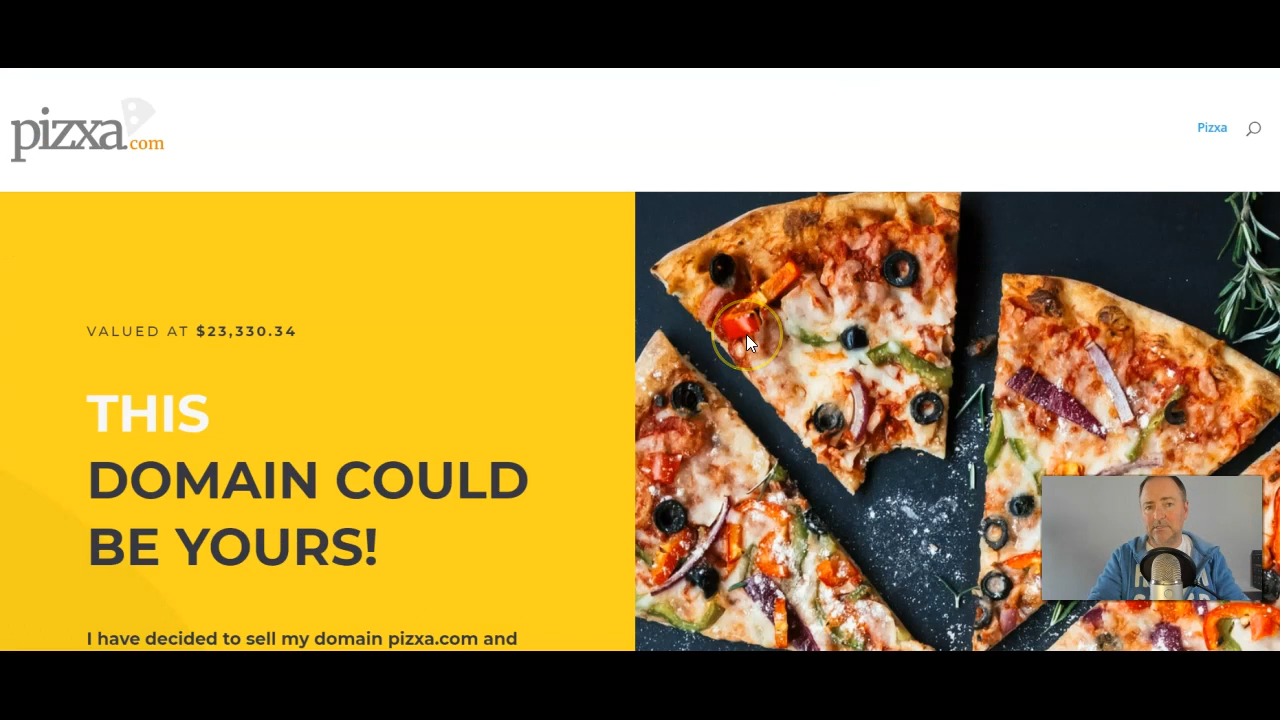 pizxa.com
Pizxa
VALUED AT $23,330.34
THIS
DOMAIN COULD
BE YOURS!
I have decided to sell my domain pizxa.com and